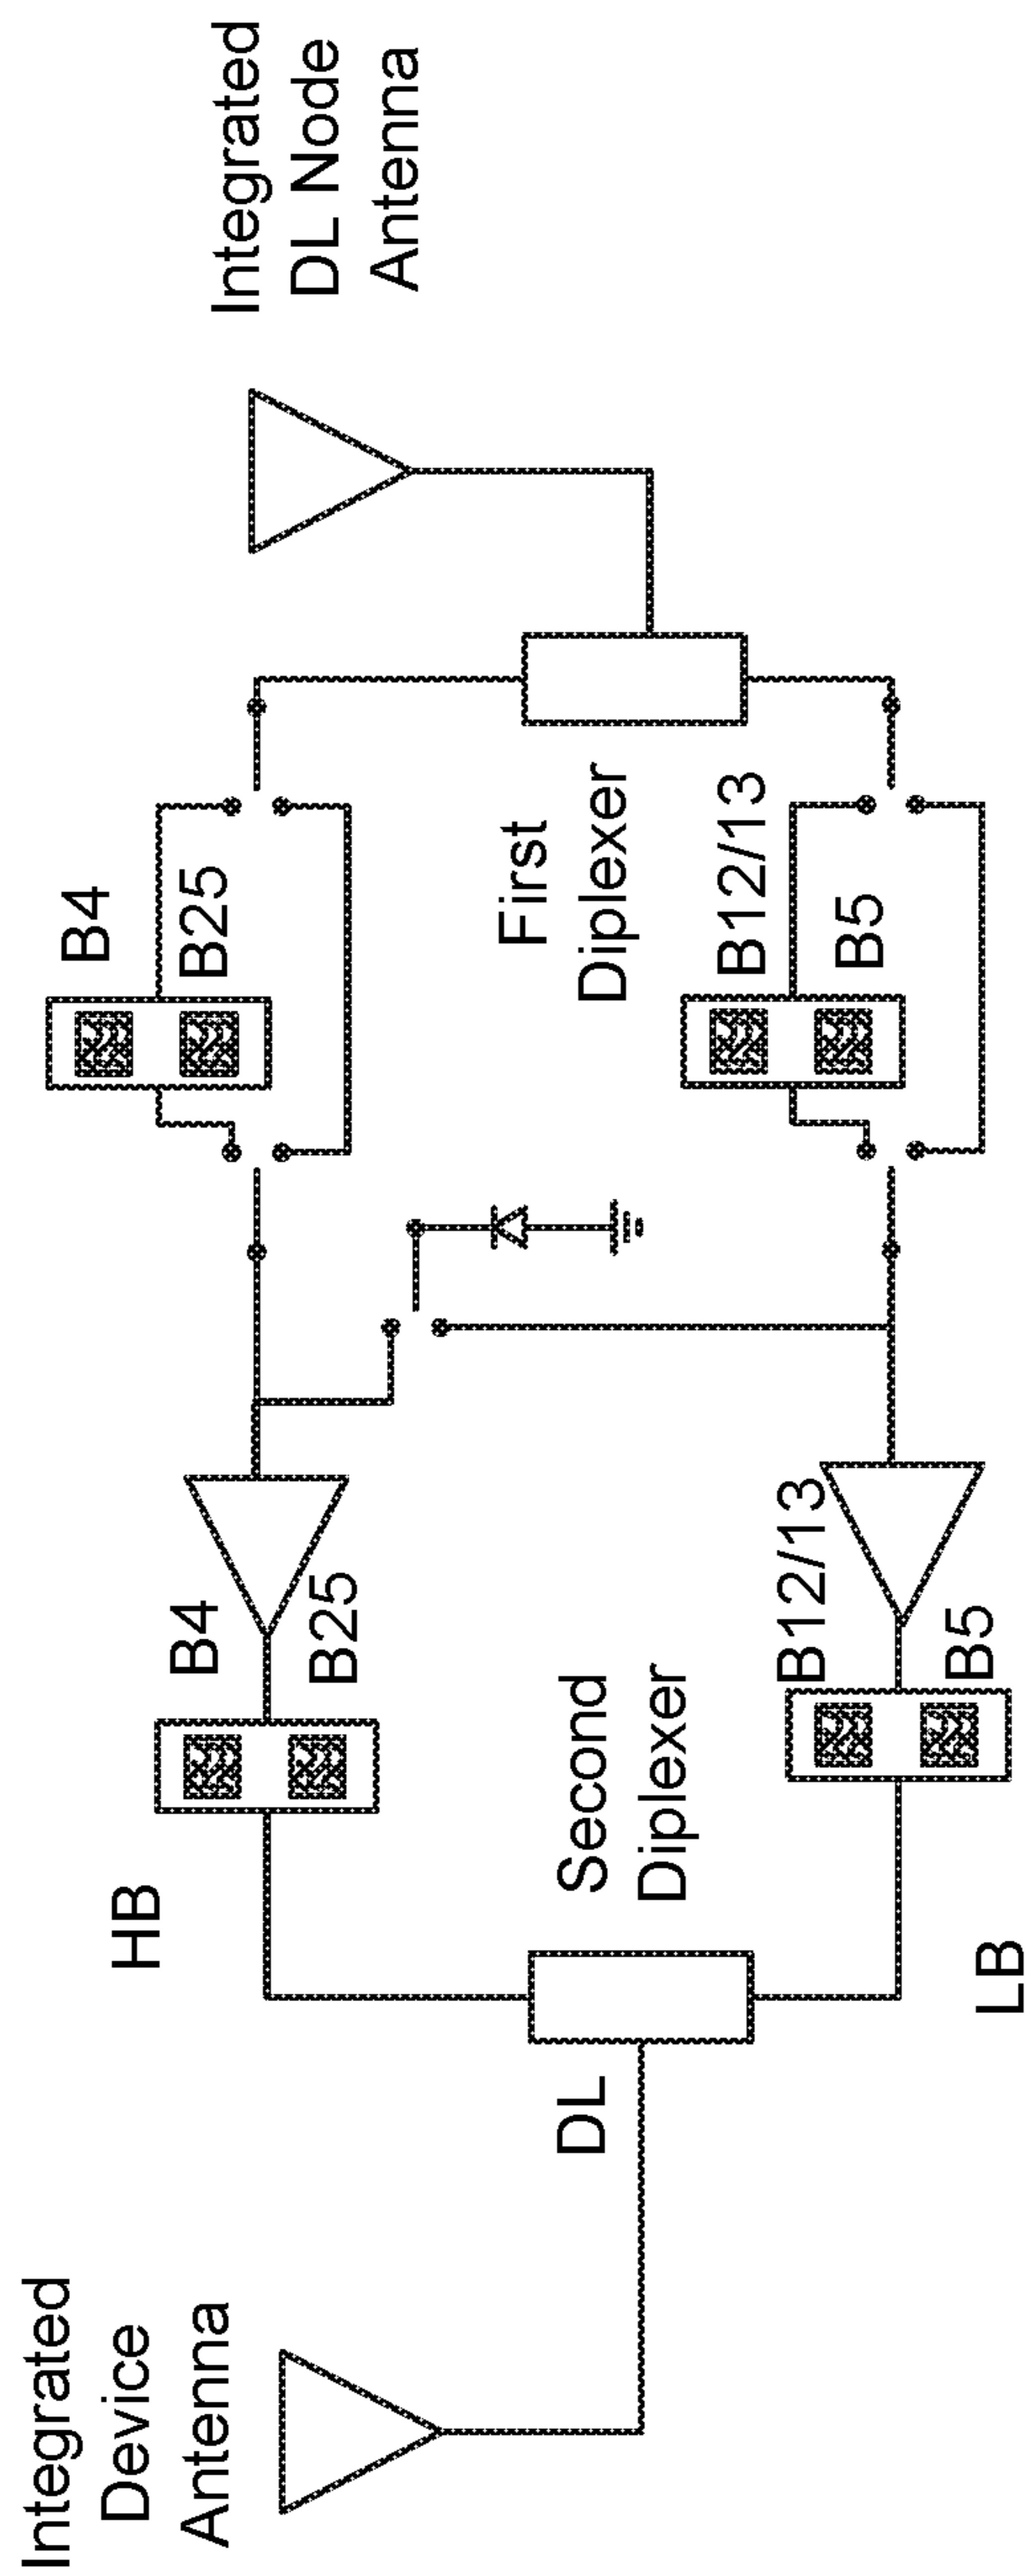 Integrated
Device
Antenna
HB
B4
B25
B4
B25
Integrated
DL Node
Antenna
DL
Second
Diplexer
First
Diplexer
LB
B12/13
B5
B12/13
B5